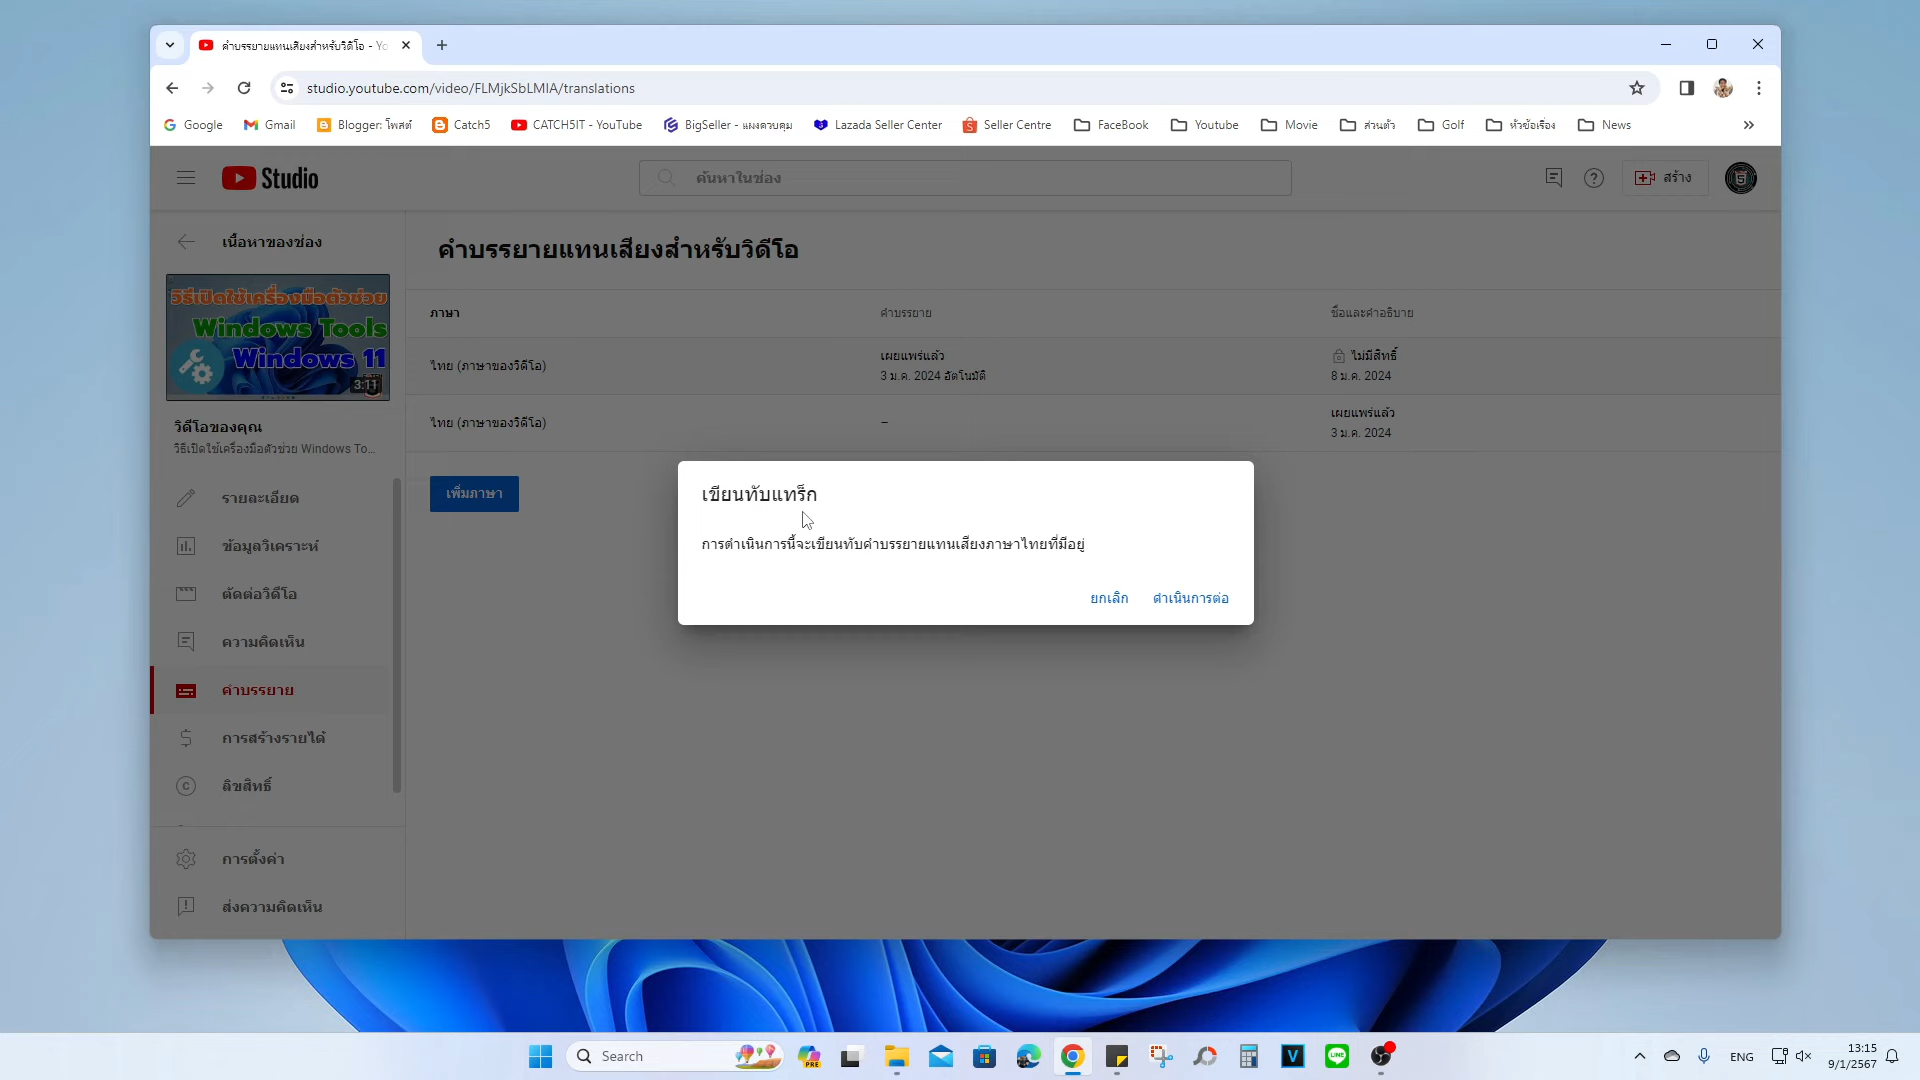 คำบรรยายแทนเสียงสำหรับวิดีโอ - Yo
studio.youtube.com/video/FLMjkSbLMIA/translations
Google
Gmail
Blogger: โพสต์
Catch5
CATCH5IT - YouTube
BigSeller - แผงควบคุม
Lazada Seller Center
Seller Centre
FaceBook
Youtube
Movie
ส่วนตัว
Golf
หัวข้อเรื่อง
News
Studio
ค้นหาในช่อง
สร้าง
เนื้อหาของช่อง
วิธีเปิดใช้เครื่องมือตัวช่วย
Windows Tools
Windows 11
3:11
วิดีโอของคุณ
วิธีเปิดใช้เครื่องมือตัวช่วย Windows To...
รายละเอียด
ข้อมูลวิเคราะห์
ตัดต่อวิดีโอ
ความคิดเห็น
คำบรรยาย
การสร้างรายได้
ลิขสิทธิ์
การตั้งค่า
ส่งความคิดเห็น
คำบรรยายแทนเสียงสำหรับวิดีโอ
ภาษา คำบรรยาย ชื่อและคำอธิบาย
ไทย (ภาษาของวิดีโอ) เผยแพร่แล้ว ไม่มีสิทธิ์
3 ม.ค. 2024 อัตโนมัติ 8 ม.ค. 2024
ไทย (ภาษาของวิดีโอ) – เผยแพร่แล้ว
3 ม.ค. 2024
เพิ่มภาษา
เขียนทับแทร็ก
การดำเนินการนี้จะเขียนทับคำบรรยายแทนเสียงภาษาไทยที่มีอยู่
ยกเลิก ดำเนินการต่อ
Search
PRE
V
LINE
ENG
13:15
9/1/2567